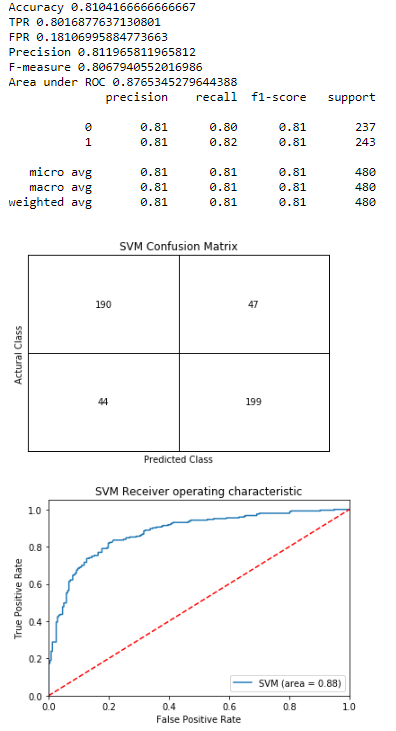 Accuracy 0.8104166666666667
TPR 0.8016877637130801
FPR 0.18106995884773663
Precision 0.811965811965812
F-measure 0.8067940552016986
Area under ROC 0.8765345279644388
precision recall f1-score support
0 0.81 0.80 0.81 237
1 0.81 0.82 0.81 243
micro avg 0.81 0.81 0.81 480
macro avg 0.81 0.81 0.81 480
weighted avg 0.81 0.81 0.81 480
SVM Confusion Matrix
Actural Class
190 47
44 199
Predicted Class
SVM Receiver operating characteristic
True Positive Rate
1.0
0.8
0.6
0.4
0.2
0.0
SVM (area = 0.88)
0.0 0.2 0.4 0.6 0.8 1.0
False Positive Rate